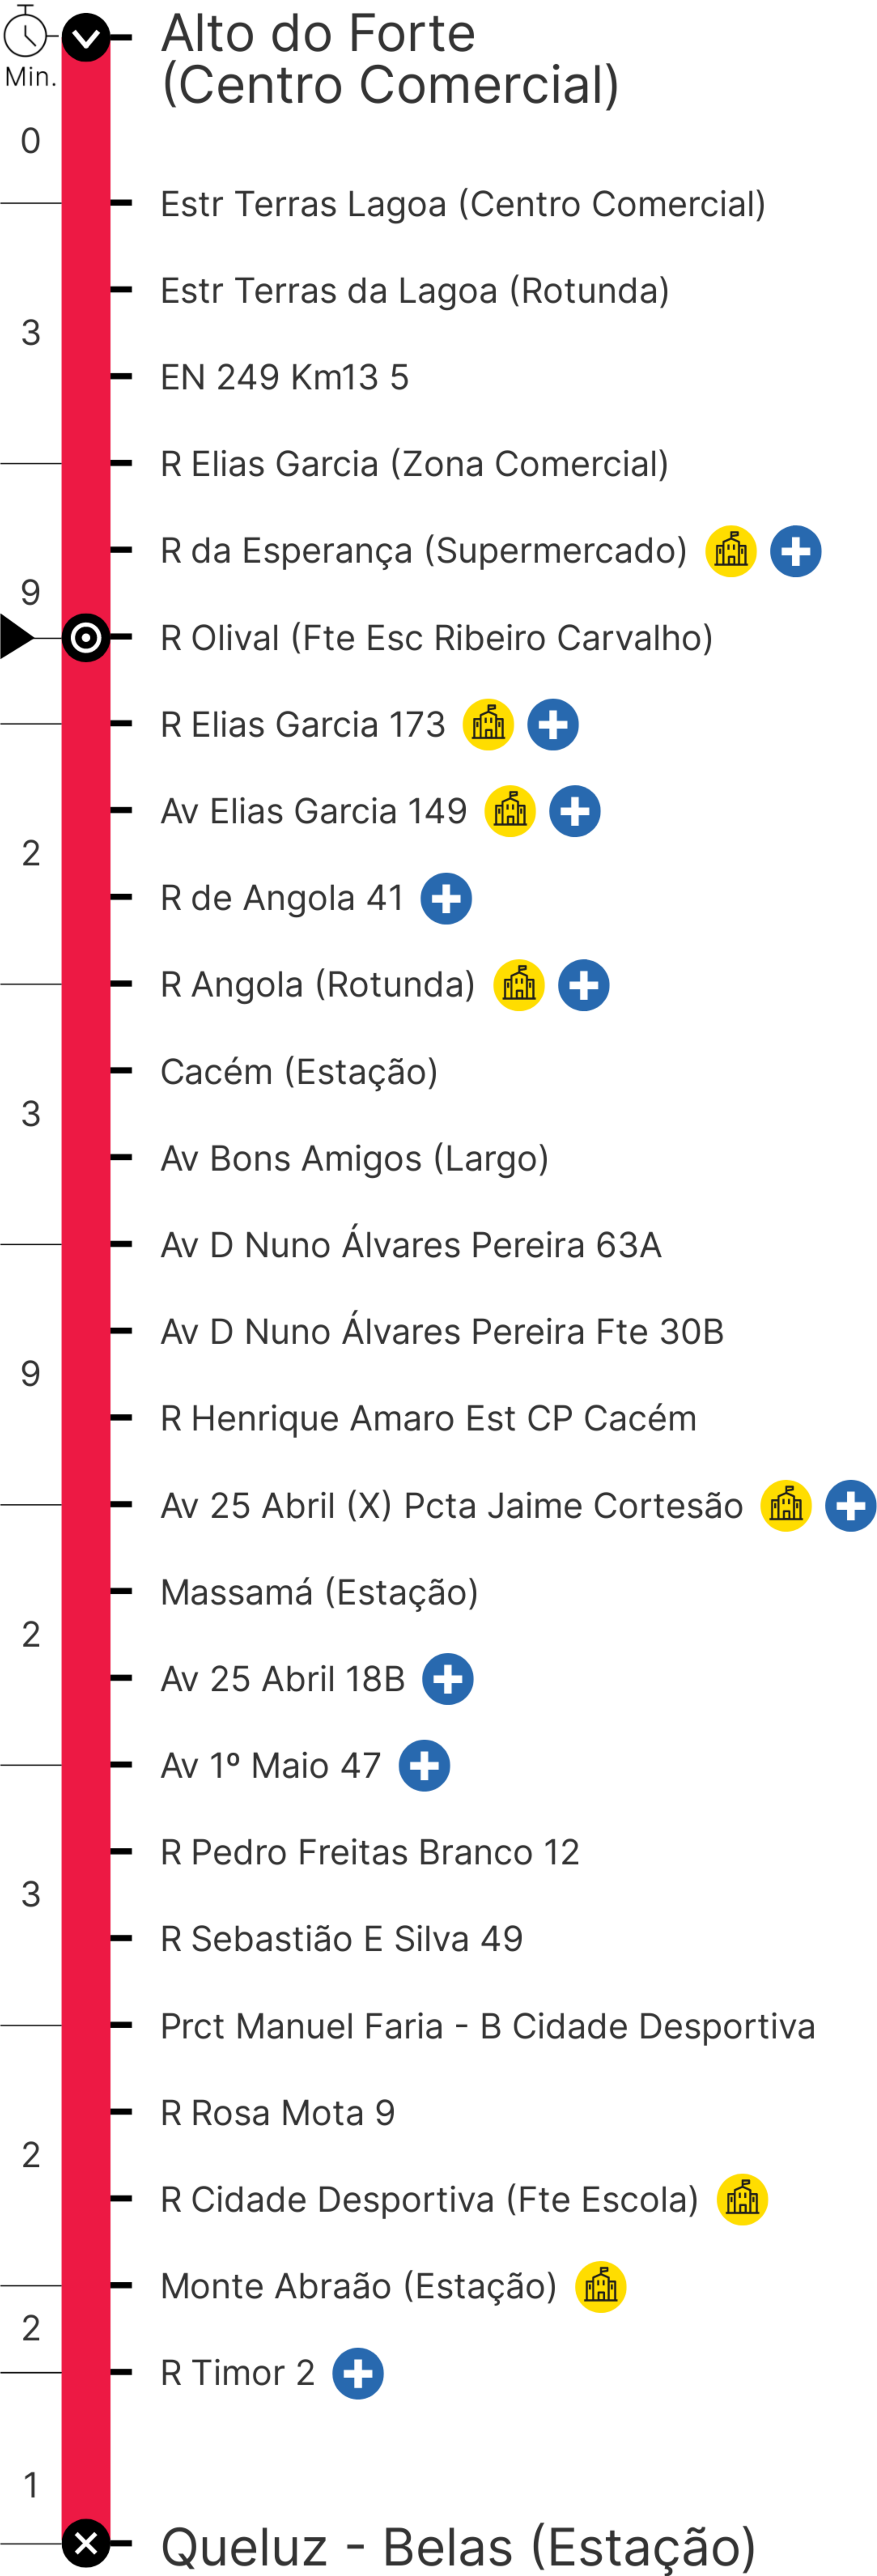 Min.
Alto do Forte
(Centro Comercial)
0
Estr Terras Lagoa (Centro Comercial)
Estr Terras da Lagoa (Rotunda)
3
EN 249 Km13 5
R Elias Garcia (Zona Comercial)
R da Esperança (Supermercado)
9
R Olival (Fte Esc Ribeiro Carvalho)
R Elias Garcia 173
Av Elias Garcia 149
2
R de Angola 41
R Angola (Rotunda)
Cacém (Estação)
3
Av Bons Amigos (Largo)
Av D Nuno Álvares Pereira 63A
Av D Nuno Álvares Pereira Fte 30B
9
R Henrique Amaro Est CP Cacém
Av 25 Abril (X) Pcta Jaime Cortesão
Massamá (Estação)
2
Av 25 Abril 18B
Av 1º Maio 47
R Pedro Freitas Branco 12
3
R Sebastião E Silva 49
Prct Manuel Faria - B Cidade Desportiva
R Rosa Mota 9
2
R Cidade Desportiva (Fte Escola)
Monte Abraão (Estação)
2
R Timor 2
1
Queluz - Belas (Estação)